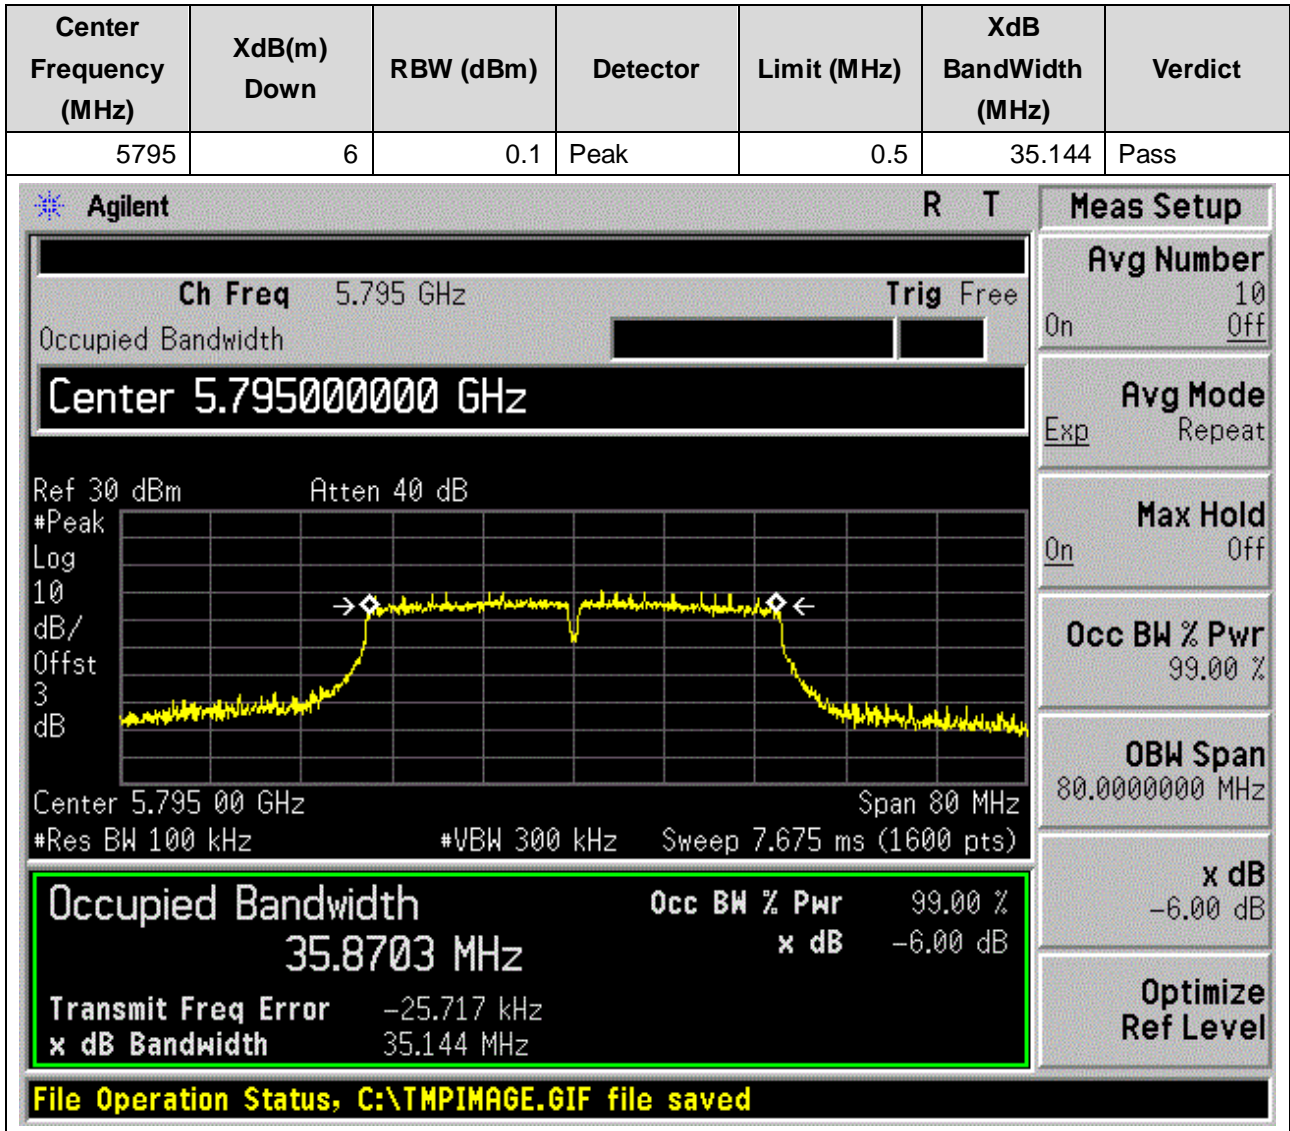 Center Frequency (MHz) XdB(m) Down RBW (dBm) Detector Limit (MHz) XdB BandWidth (MHz) Verdict
5795 6 0.1 Peak 0.5 35.144 Pass
Agilent R T Meas Setup
Ch Freq 5.795 GHz Trig Free
Occupied Bandwidth
Center 5.795000000 GHz
Ref 30 dBm Atten 40 dB
#Peak
Log
10
dB/
Offst
3
dB
Center 5.795 00 GHz Span 80 MHz
#Res BW 100 kHz #VBW 300 kHz Sweep 7.675 ms (1600 pts)
Occupied Bandwidth
35.8703 MHz
Occ BW % Pwr 99.00 %
x dB -6.00 dB
Transmit Freq Error -25.717 kHz
x dB Bandwidth 35.144 MHz
Avg Number
10
On Off
Avg Mode
Exp Repeat
Max Hold
On Off
Occ BW % Pwr
99.00 %
OBW Span
80.0000000 MHz
x dB
-6.00 dB
Optimize
Ref Level
File Operation Status, C:\TMPIMAGE.GIF file saved